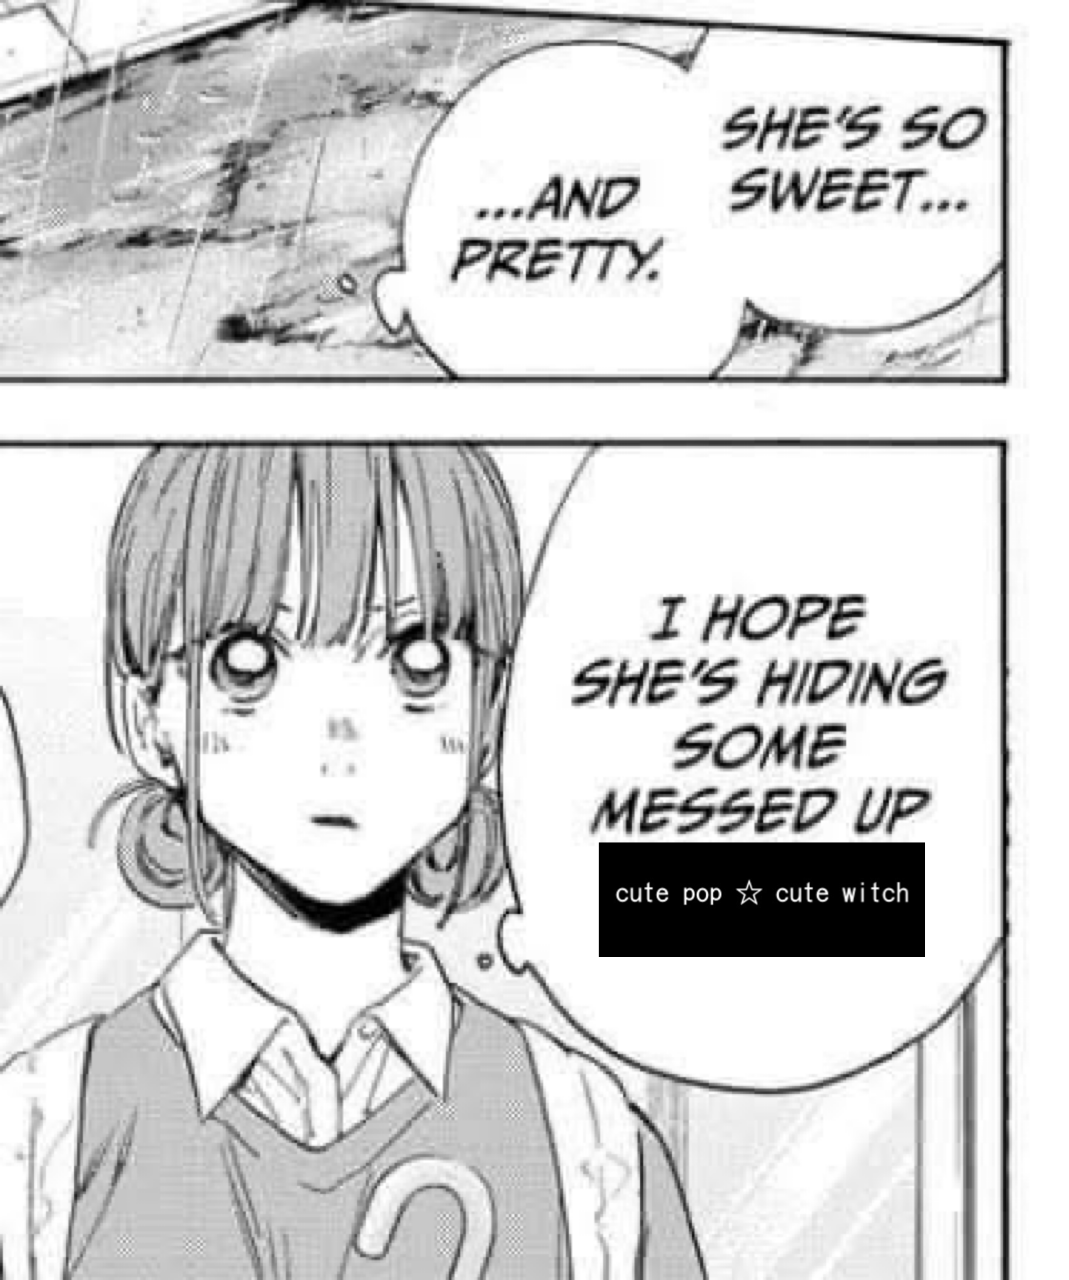 SHE'S SO
SWEET...
...AND
PRETTY.
I HOPE
SHE'S HIDING
SOME
MESSED UP
cute pop ☆ cute witch